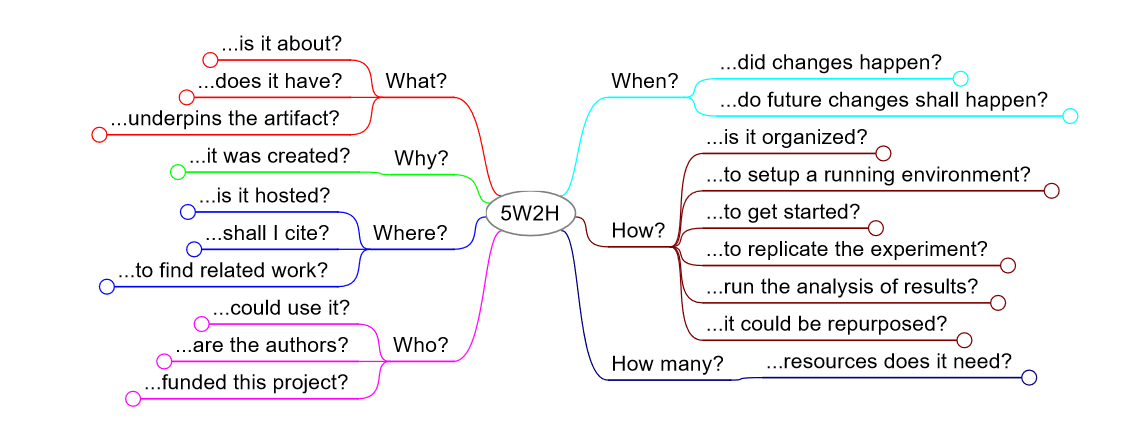 5W2H
What?
...is it about?
...does it have?
...underpins the artifact?
Why?
...it was created?
Where?
...is it hosted?
...shall I cite?
...to find related work?
Who?
...could use it?
...are the authors?
...funded this project?
When?
...did changes happen?
...do future changes shall happen?
How?
...is it organized?
...to setup a running environment?
...to get started?
...to replicate the experiment?
...run the analysis of results?
...it could be repurposed?
How many?
...resources does it need?